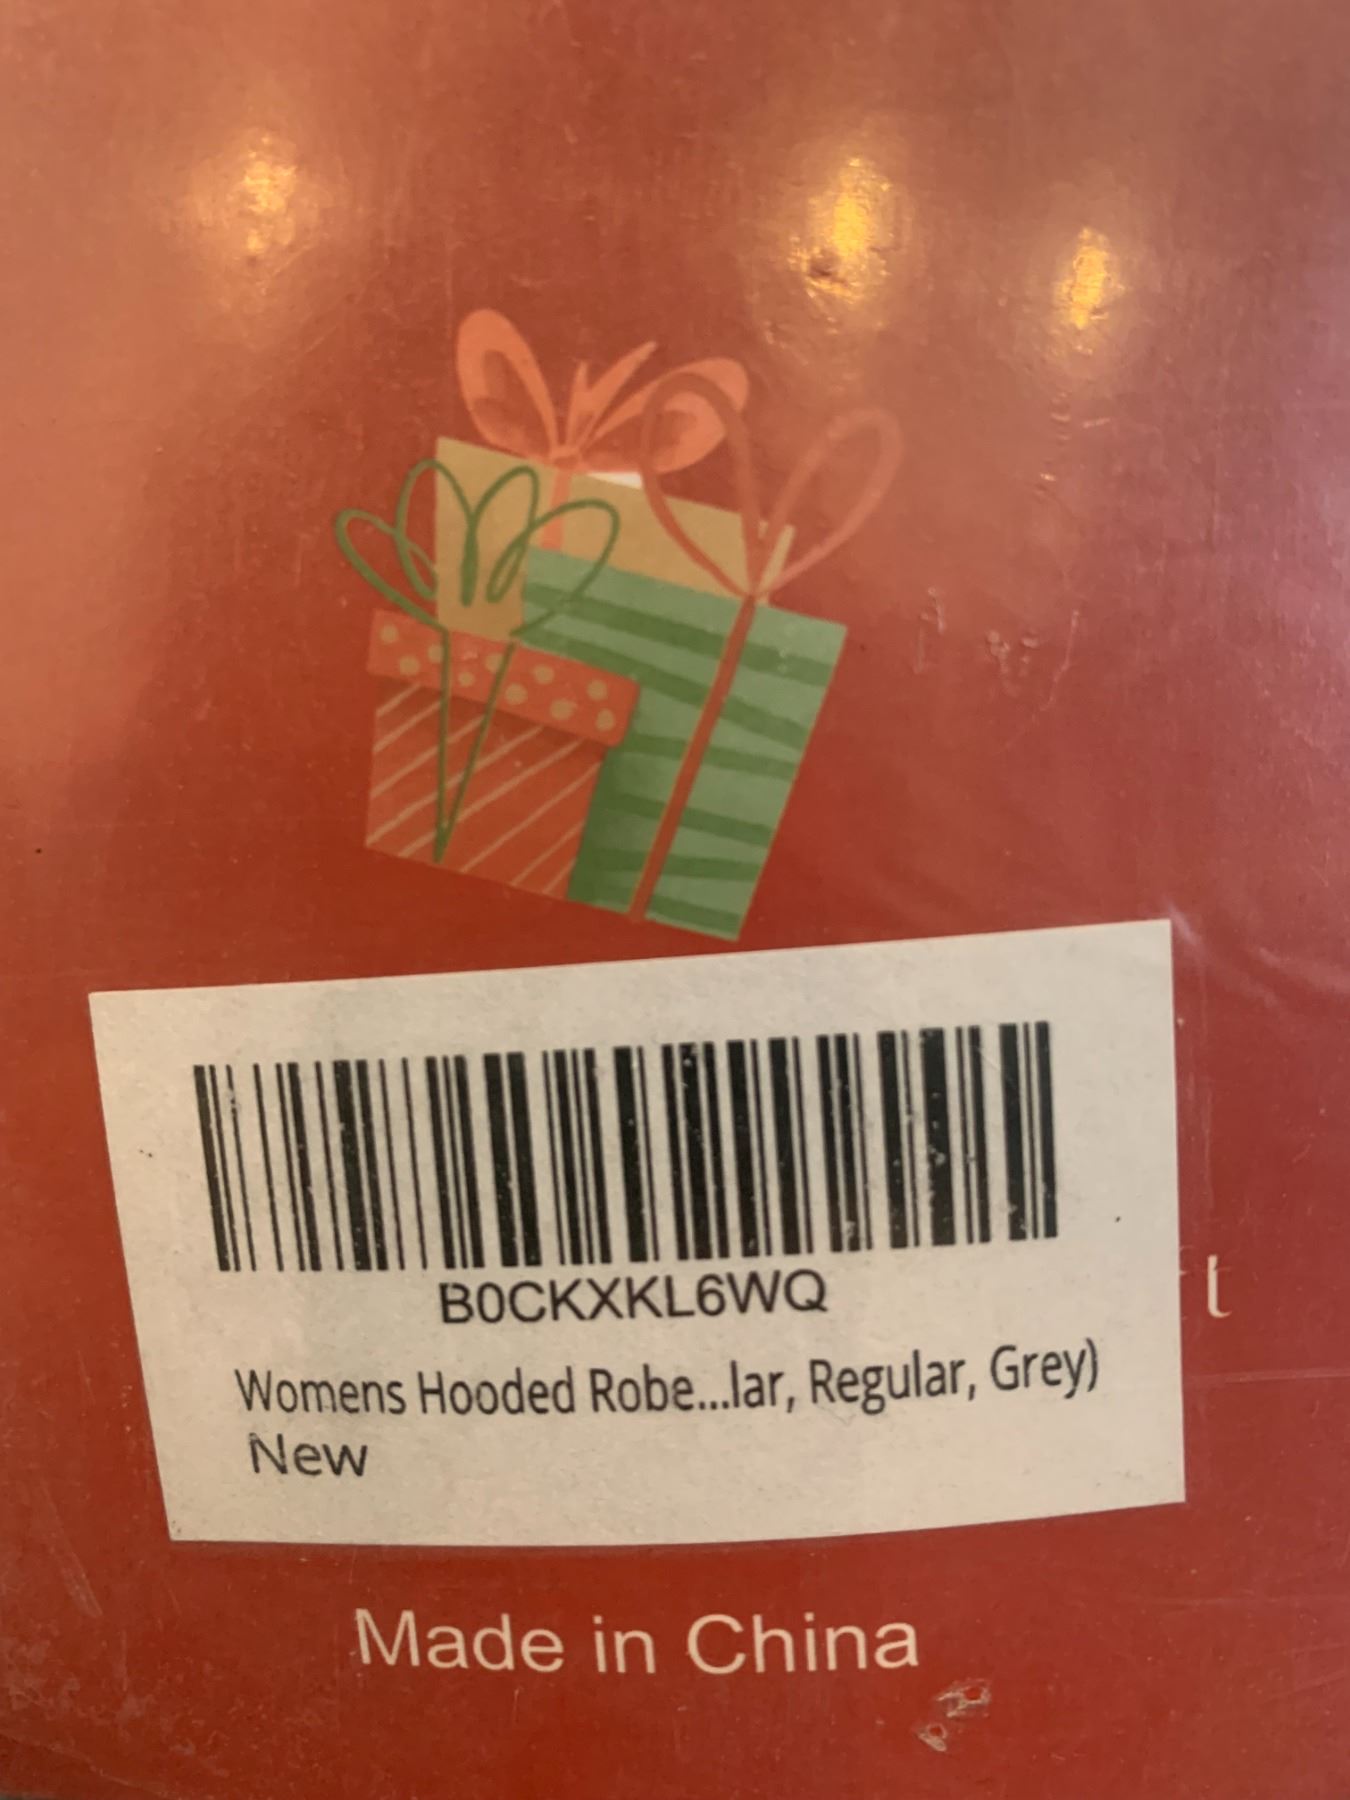 B0CKXKL6WQ
Womens Hooded Robe...lar, Regular, Grey)
New
Made in China